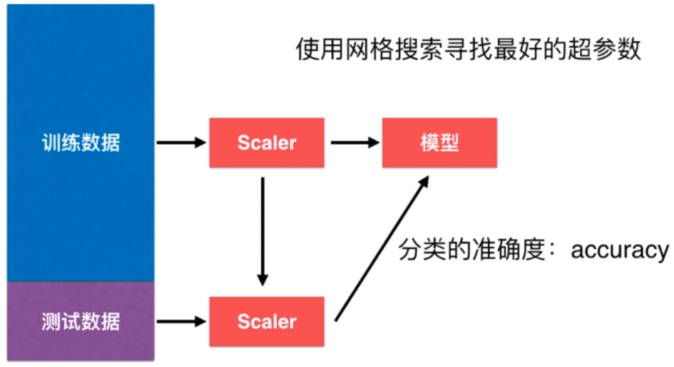 使用网格搜索寻找最好的超参数
训练数据
Scaler
模型
分类的准确度：accuracy
测试数据
Scaler